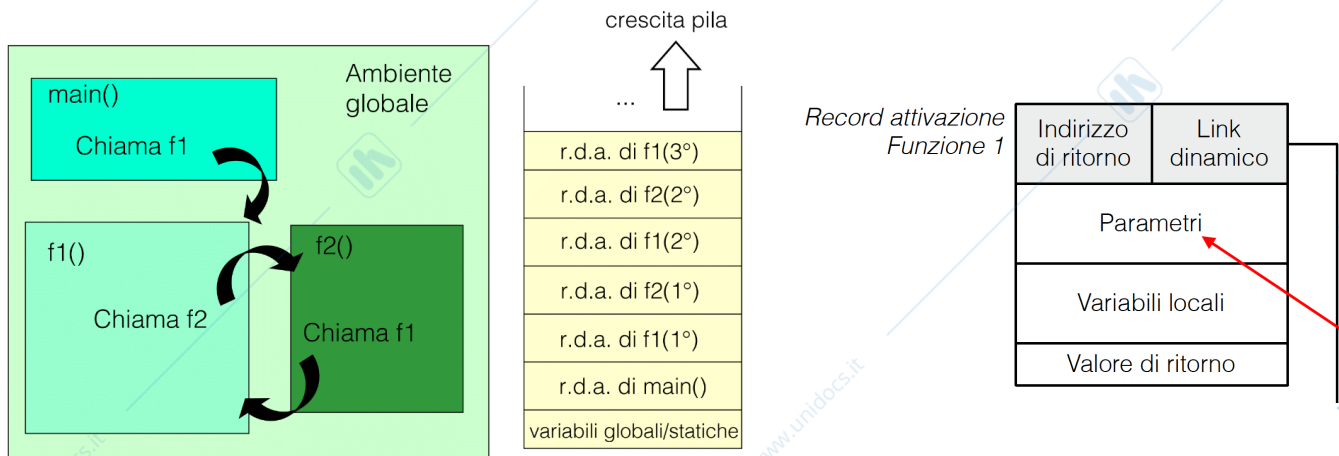 crescita pila
Ambiente
globale
main()
Chiama f1
f1()
Chiama f2
f2()
Chiama f1
...
r.d.a. di f1(3°)
r.d.a. di f2(2°)
r.d.a. di f1(2°)
r.d.a. di f2(1°)
r.d.a. di f1(1°)
r.d.a. di main()
variabili globali/statiche
Record attivazione
Funzione 1
Indirizzo
di ritorno
Link
dinamico
Parametri
Variabili locali
Valore di ritorno
www.unidocs.it